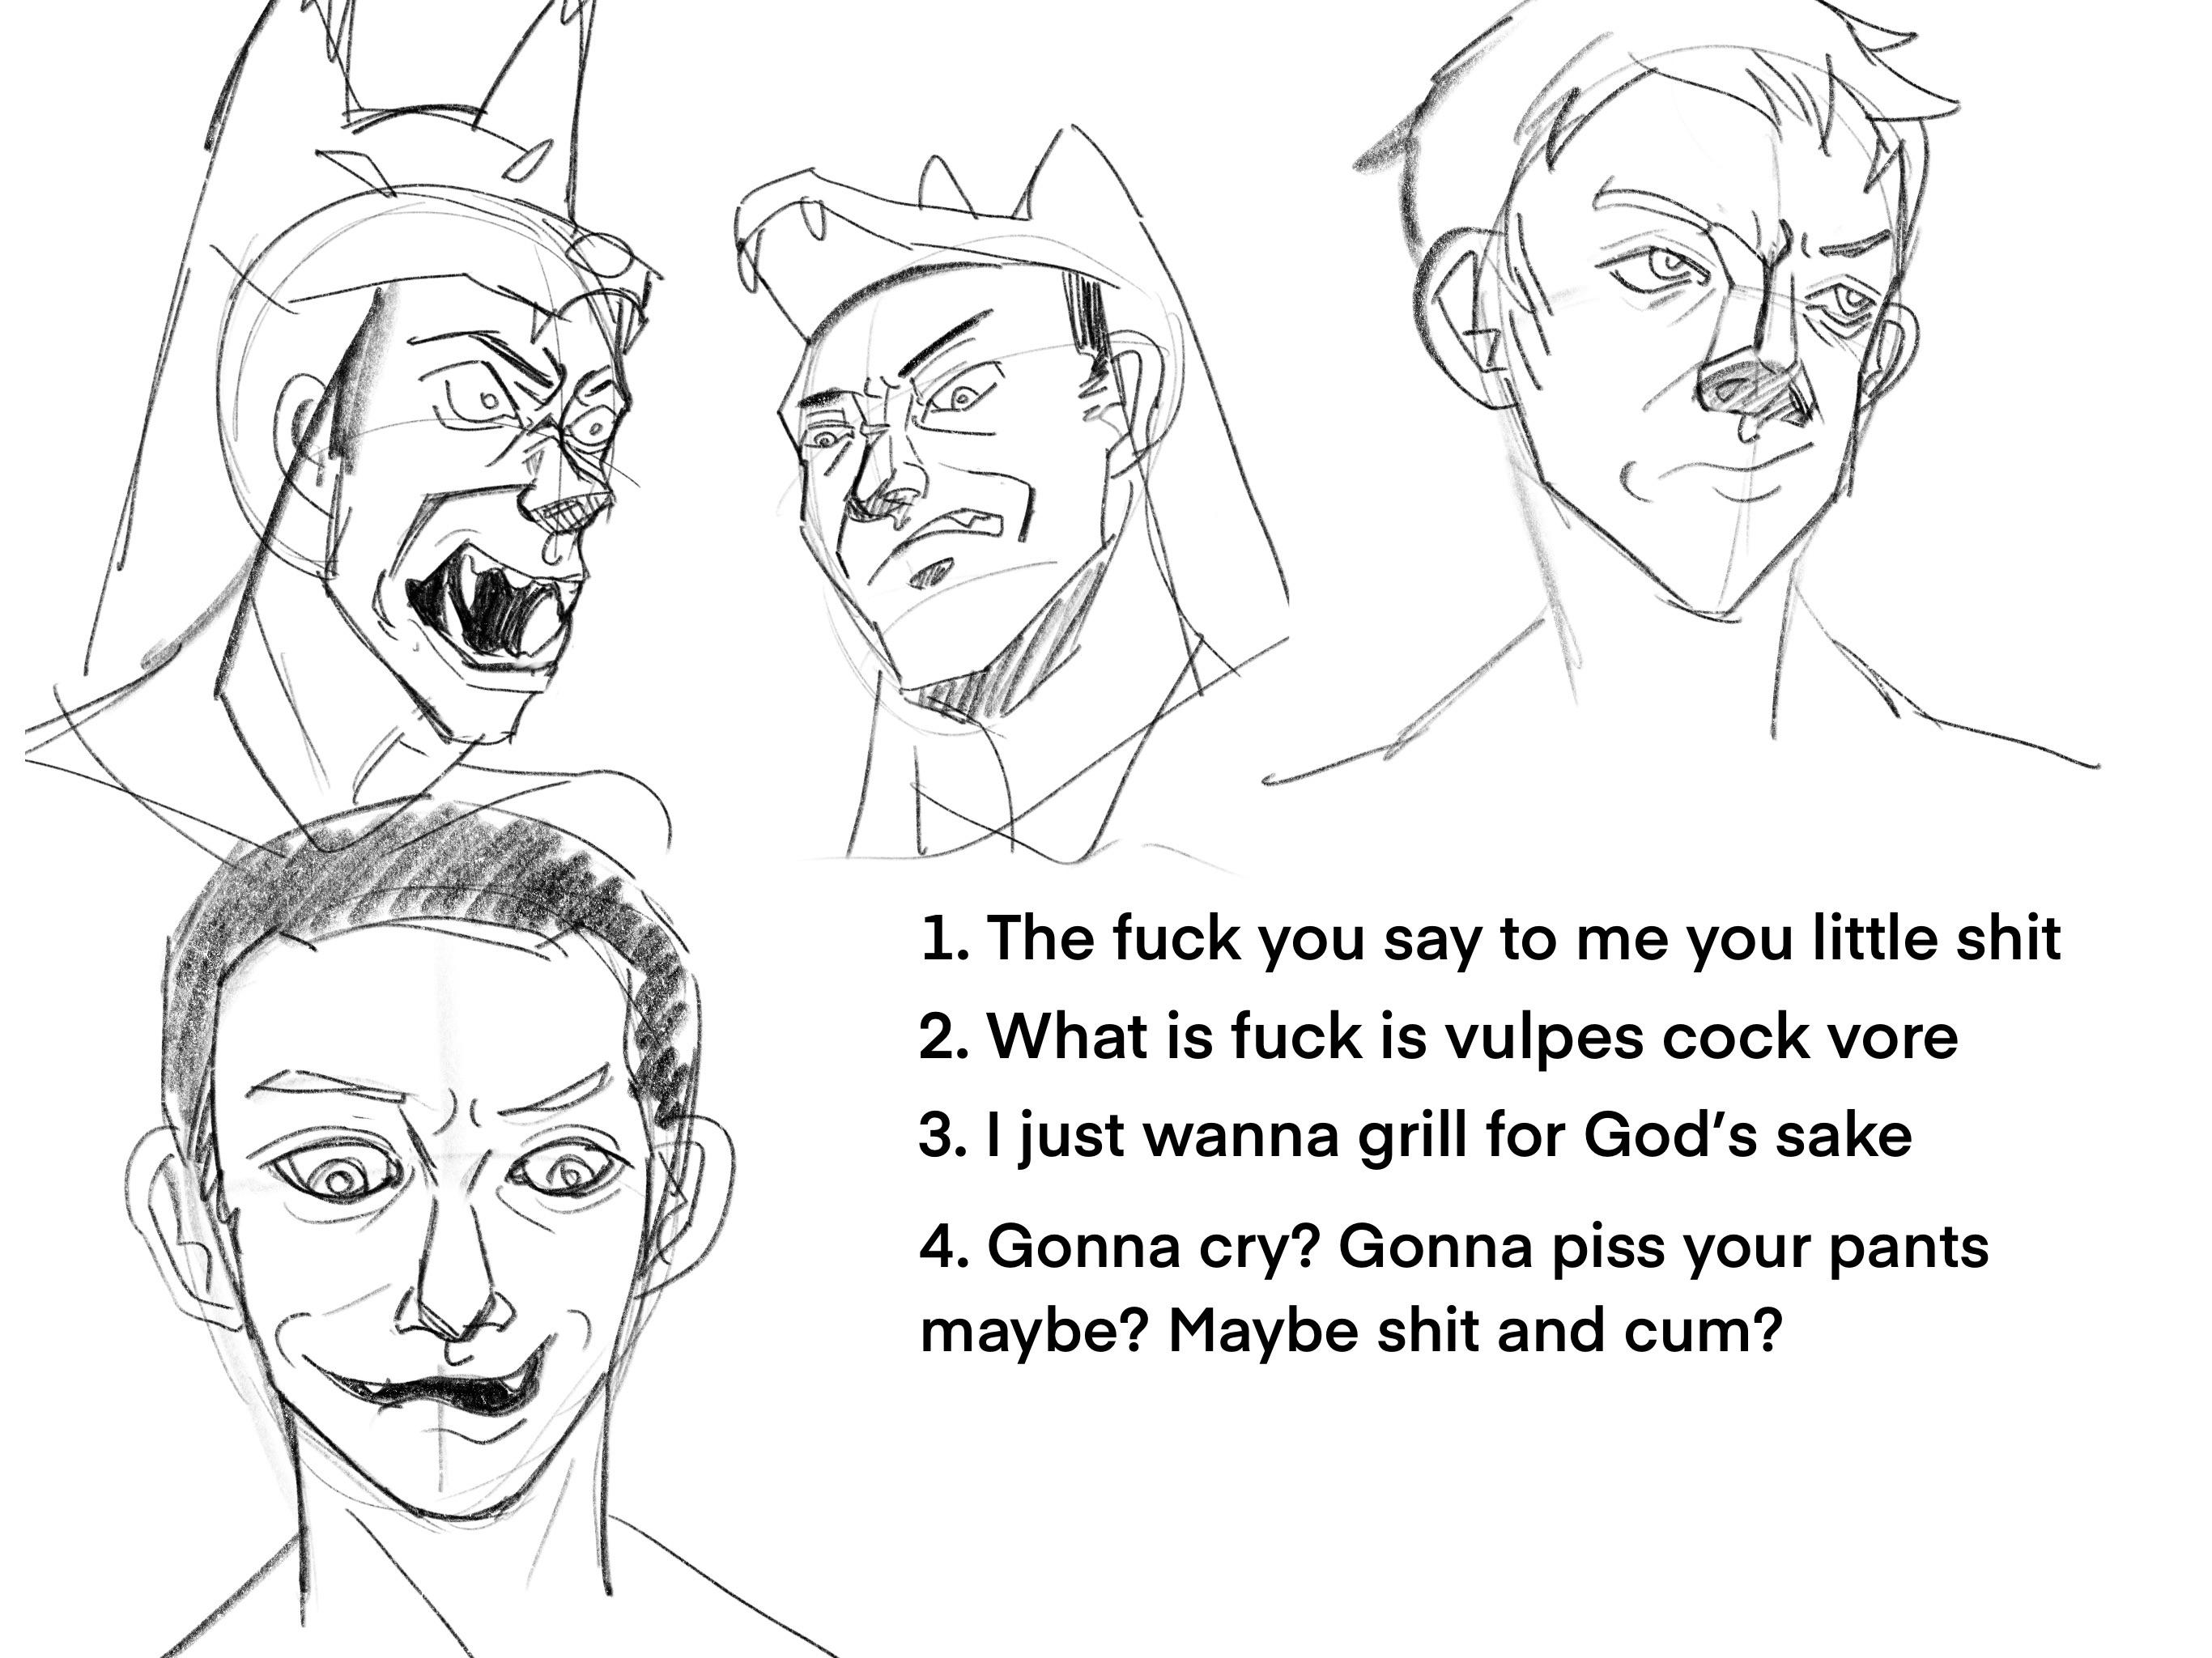 1. The fuck you say to me you little shit
2. What is fuck is vulpes cock vore
3. I just wanna grill for God’s sake
4. Gonna cry? Gonna piss your pants
maybe? Maybe shit and cum?